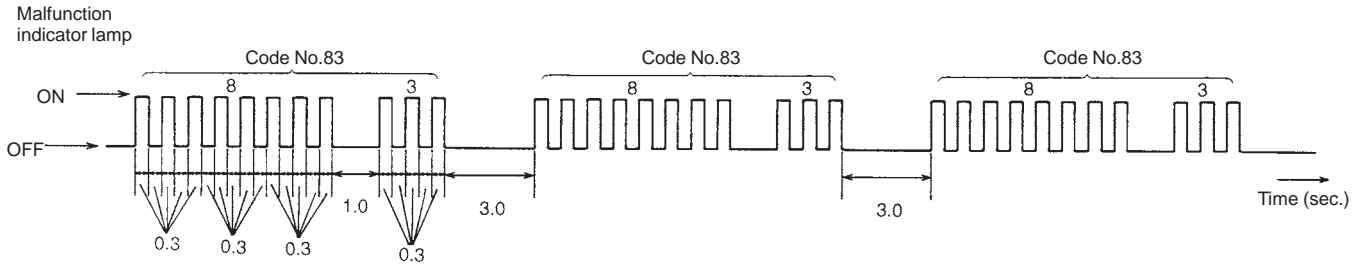 Malfunction
indicator lamp
Code No.83
Code No.83
Code No.83
8
3
8
3
8
3
ON
OFF
1.0
3.0
3.0
Time (sec.)
0.3
0.3
0.3
0.3